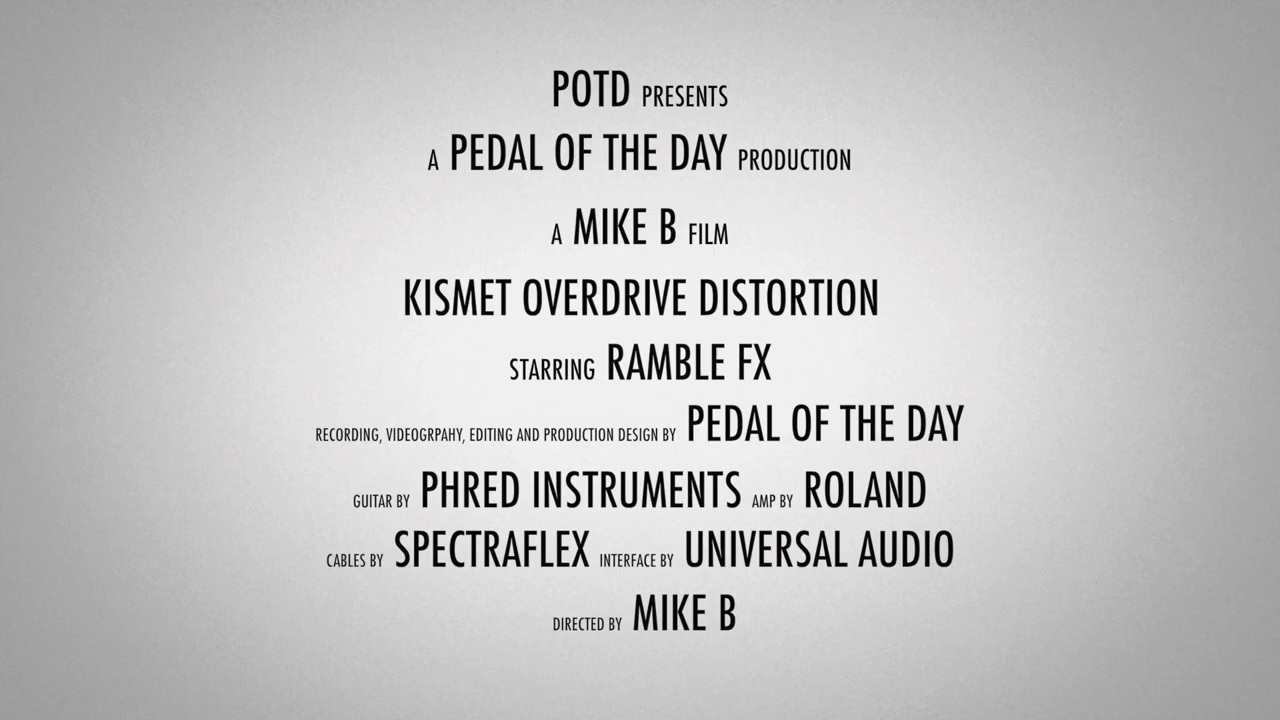 POTD PRESENTS
A PEDAL OF THE DAY PRODUCTION
A MIKE B FILM
KISMET OVERDRIVE DISTORTION
STARRING RAMBLE FX
RECORDING, VIDEOGRPAHY, EDITING AND PRODUCTION DESIGN BY PEDAL OF THE DAY
GUITAR BY PHRED INSTRUMENTS AMP BY ROLAND
CABLES BY SPECTRAFLEX INTERFACE BY UNIVERSAL AUDIO
DIRECTED BY MIKE B